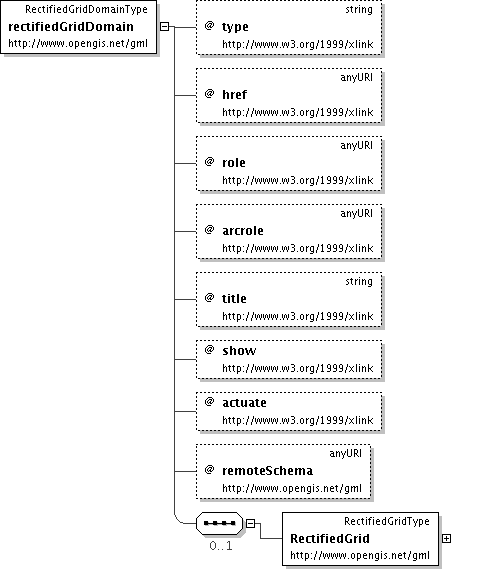 RectifiedGridDomainType
rectifiedGridDomain
http://www.opengis.net/gml
string
@ type
http://www.w3.org/1999/xlink
anyURI
@ href
http://www.w3.org/1999/xlink
anyURI
@ role
http://www.w3.org/1999/xlink
anyURI
@ arcrole
http://www.w3.org/1999/xlink
string
@ title
http://www.w3.org/1999/xlink
@ show
http://www.w3.org/1999/xlink
@ actuate
http://www.w3.org/1999/xlink
anyURI
@ remoteSchema
http://www.opengis.net/gml
0..1
RectifiedGridType
RectifiedGrid
http://www.opengis.net/gml